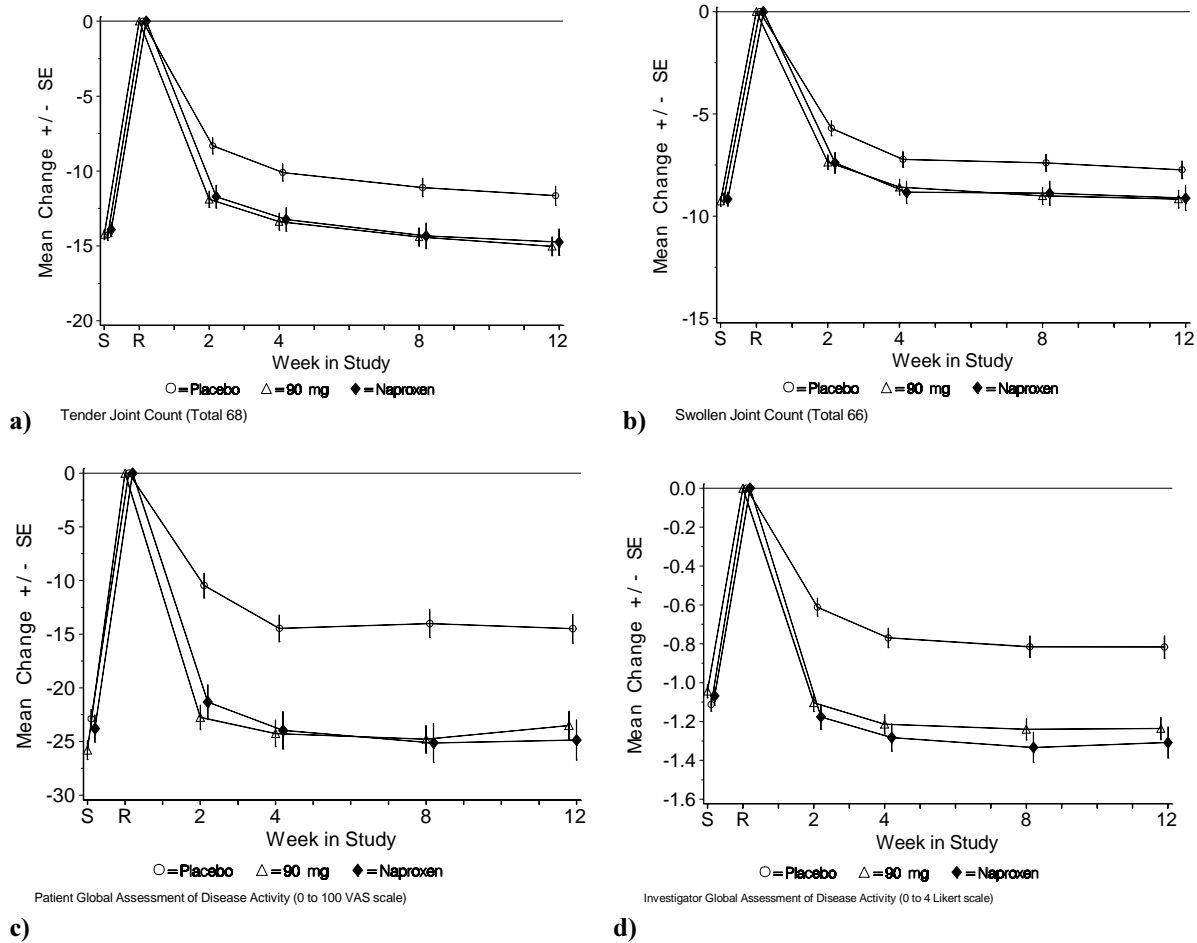 0
-5
-10
-15
-20
Mean Change +/- SE
S R 2 4 8 12
Week in Study
○=Placebo △=90 mg ◆=Naproxen
a) Tender Joint Count (Total 68)
0
-5
-10
-15
Mean Change +/- SE
S R 2 4 8 12
Week in Study
○=Placebo △=90 mg ◆=Naproxen
b) Swollen Joint Count (Total 66)
0
-5
-10
-15
-20
-25
-30
Mean Change +/- SE
S R 2 4 8 12
Week in Study
○=Placebo △=90 mg ◆=Naproxen
Patient Global Assessment of Disease Activity (0 to 100 VAS scale)
c)
0.0
-0.2
-0.4
-0.6
-0.8
-1.0
-1.2
-1.4
-1.6
Mean Change +/- SE
S R 2 4 8 12
Week in Study
○=Placebo △=90 mg ◆=Naproxen
Investigator Global Assessment of Disease Activity (0 to 4 Likert scale)
d)